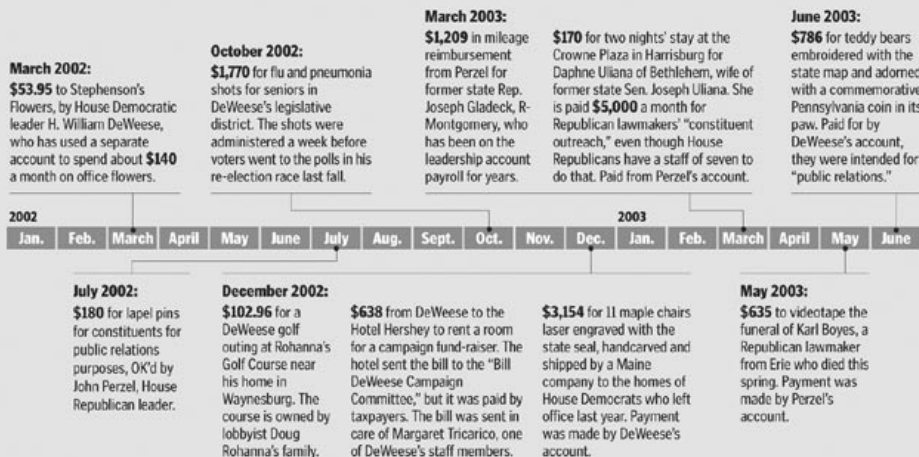 March 2002:
$53.95 to Stephenson's
Flowers, by House Democratic
leader H. William DeWeese,
who has used a separate
account to spend about $140
a month on office flowers.
October 2002:
$1,770 for flu and pneumonia
shots for seniors in
DeWeese's legislative
district. The shots were
administered a week before
voters went to the polls in his
re-election race last fall.
March 2003:
$1,209 in mileage
reimbursement
from Perzel for
former state Rep.
Joseph Gladeck, R-
Montgomery, who
has been on the
leadership account
payroll for years.
$170 for two nights' stay at the
Crowne Plaza in Harrisburg for
Daphne Uliana of Bethlehem, wife of
former state Sen. Joseph Uliana. She
is paid $5,000 a month for
Republican lawmakers' "constituent
outreach," even though House
Republicans have a staff of seven to
do that. Paid from Perzel's account.
June 2003:
$786 for teddy bears
embroidered with the
state map and adorned
with a commemorative
Pennsylvania coin in its
paw. Paid for by
DeWeese's account,
they were intended for
"public relations."
2002 2003
Jan. Feb. March April May June July Aug. Sept. Oct. Nov. Dec. Jan. Feb. March April May June
July 2002:
$180 for lapel pins
for constituents for
public relations
purposes, OK'd by
John Perzel, House
Republican leader.
December 2002:
$102.96 for a
DeWeese golf
outing at Rohanna's
Golf Course near
his home in
Waynesburg. The
course is owned by
lobbyist Doug
Rohanna's family.
$638 from DeWeese to the
Hotel Hershey to rent a room
for a campaign fund-raiser. The
hotel sent the bill to the "Bill
DeWeese Campaign
Committee," but it was paid by
taxpayers. The bill was sent in
care of Margaret Tricarico, one
of DeWeese's staff members.
$3,154 for 11 maple chairs
laser engraved with the
state seal, handcarved and
shipped by a Maine
company to the homes of
House Democrats who left
office last year. Payment
was made by DeWeese's
account.
May 2003:
$635 to videotape the
funeral of Karl Boyes, a
Republican lawmaker
from Erie who died this
spring. Payment was
made by Perzel's
account.